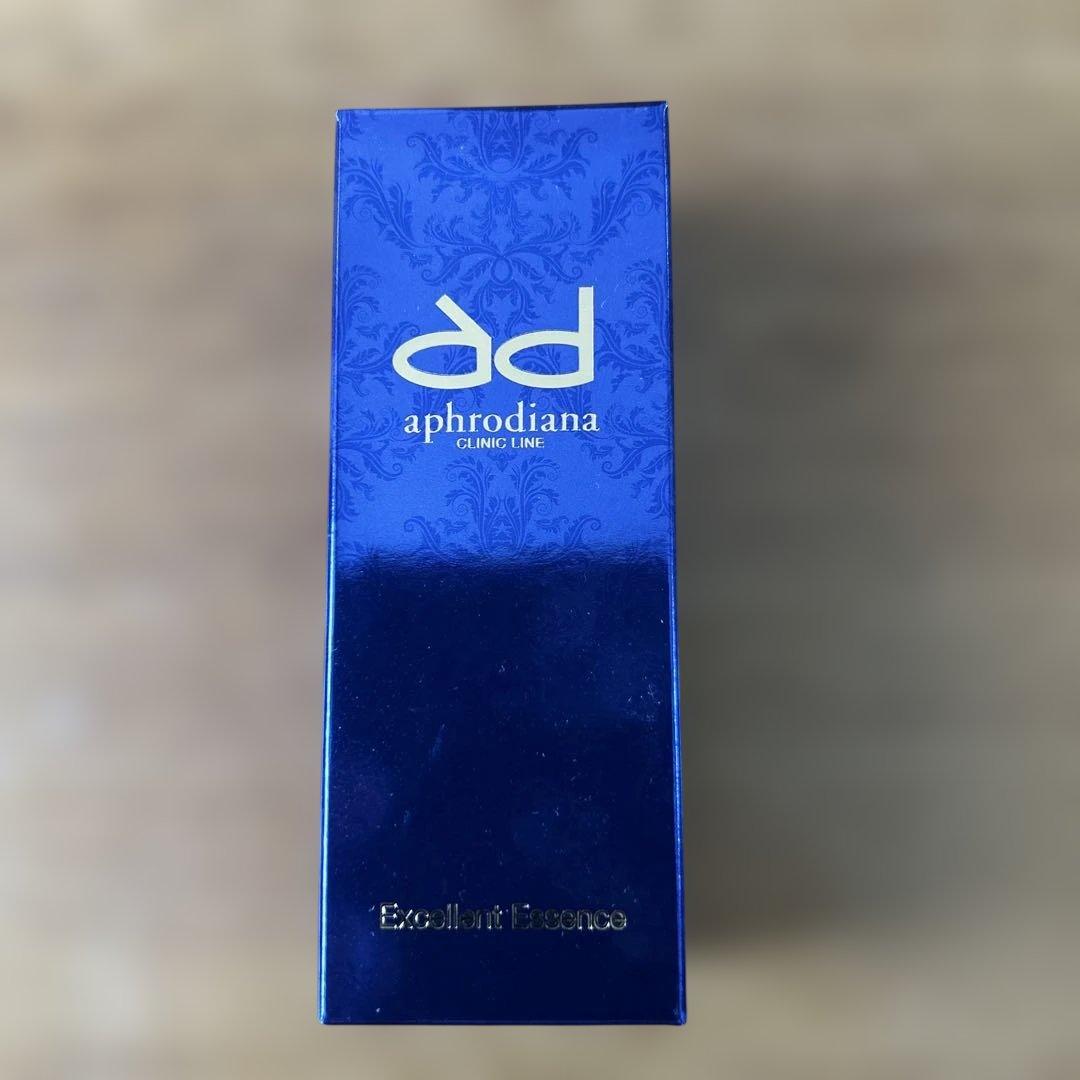 ad
aphrodiana
CLINIC LINE
Excellent Essence